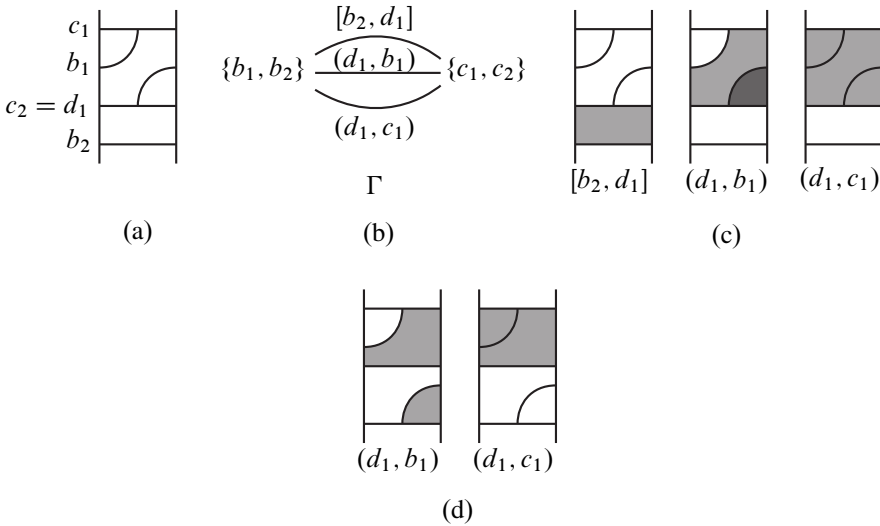 c₁
b₁
c₂ = d₁
b₂
(a)
[b₂, d₁]
{b₁, b₂} (d₁, b₁) {c₁, c₂}
(d₁, c₁)
Γ
(b)
[b₂, d₁] (d₁, b₁) (d₁, c₁)
(c)
(d₁, b₁) (d₁, c₁)
(d)